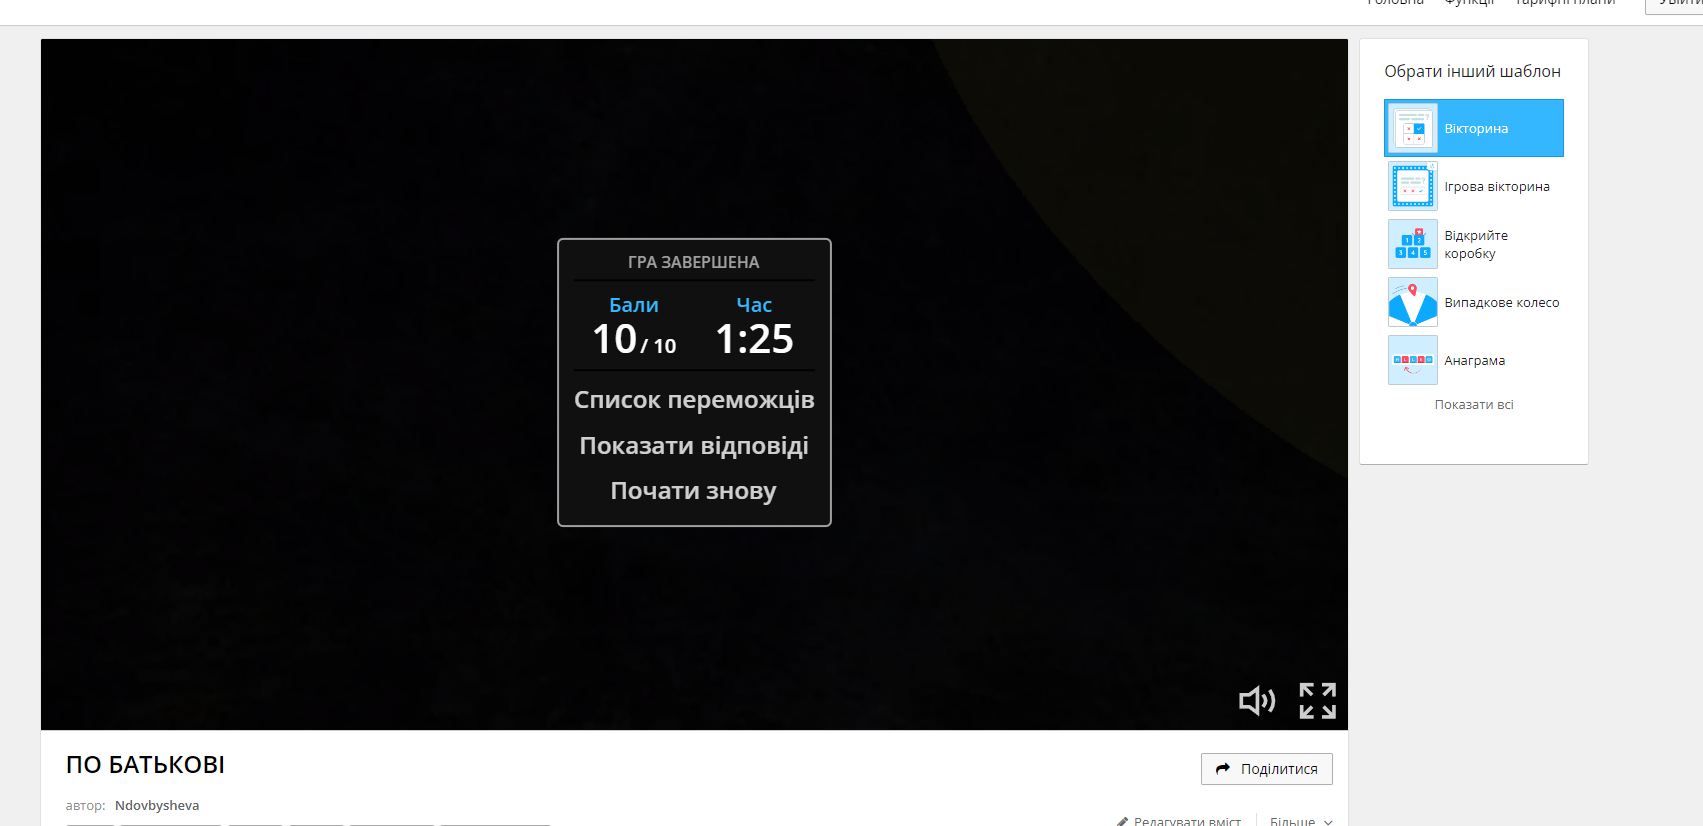 Головна Функції Тарифні плани Увійти
Обрати інший шаблон
Вікторина
Ігрова вікторина
Відкрийте
коробку
Випадкове колесо
Анаграма
Показати всі
ГРА ЗАВЕРШЕНА
Бали Час
10 / 10 1:25
Список переможців
Показати відповіді
Почати знову
ПО БАТЬКОВІ
Поділитися
автор: Ndovbysheva
Редагувати вміст Більше